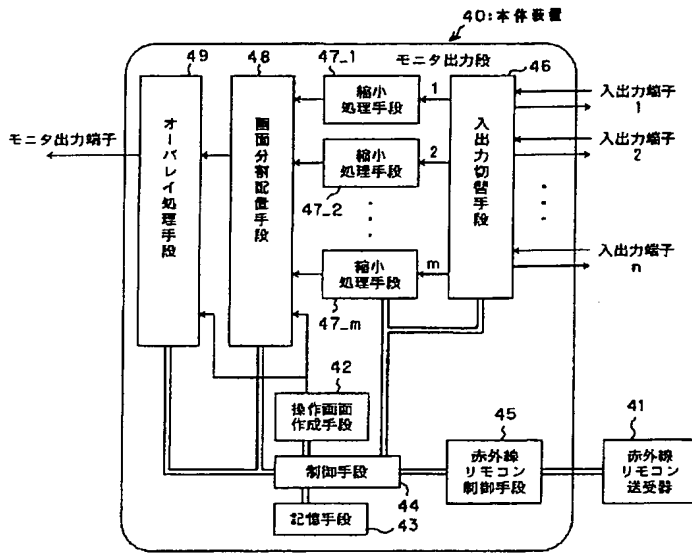 40:本体装置
モニタ出力段
49
48
47_1
46
オーバレイ処理手段
画面分割配置手段
縮小
処理手段
1
入出力切替手段
入出力端子
1
モニタ出力端子
縮小
処理手段
2
47_2
入出力端子
2
縮小
処理手段
m
47_m
入出力端子
n
42
操作画面
作成手段
45
41
制御手段
44
赤外線
リモコン
制御手段
赤外線
リモコン
送受器
記憶手段
43